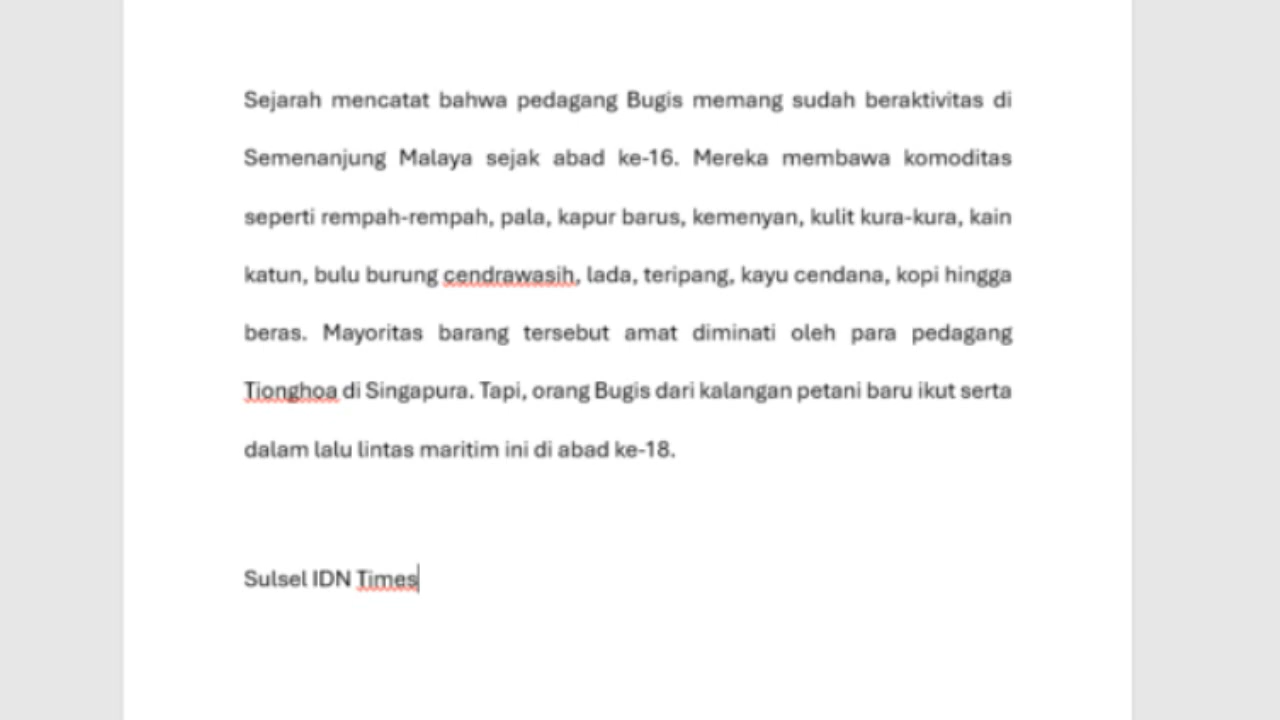 Sejarah mencatat bahwa pedagang Bugis memang sudah beraktivitas di
Semenanjung Malaya sejak abad ke-16. Mereka membawa komoditas
seperti rempah-rempah, pala, kapur barus, kemenyan, kulit kura-kura, kain
katun, bulu burung cendrawasih, lada, teripang, kayu cendana, kopi hingga
beras. Mayoritas barang tersebut amat diminati oleh para pedagang
Tionghoa di Singapura. Tapi, orang Bugis dari kalangan petani baru ikut serta
dalam lalu lintas maritim ini di abad ke-18.
Sulsel IDN Times